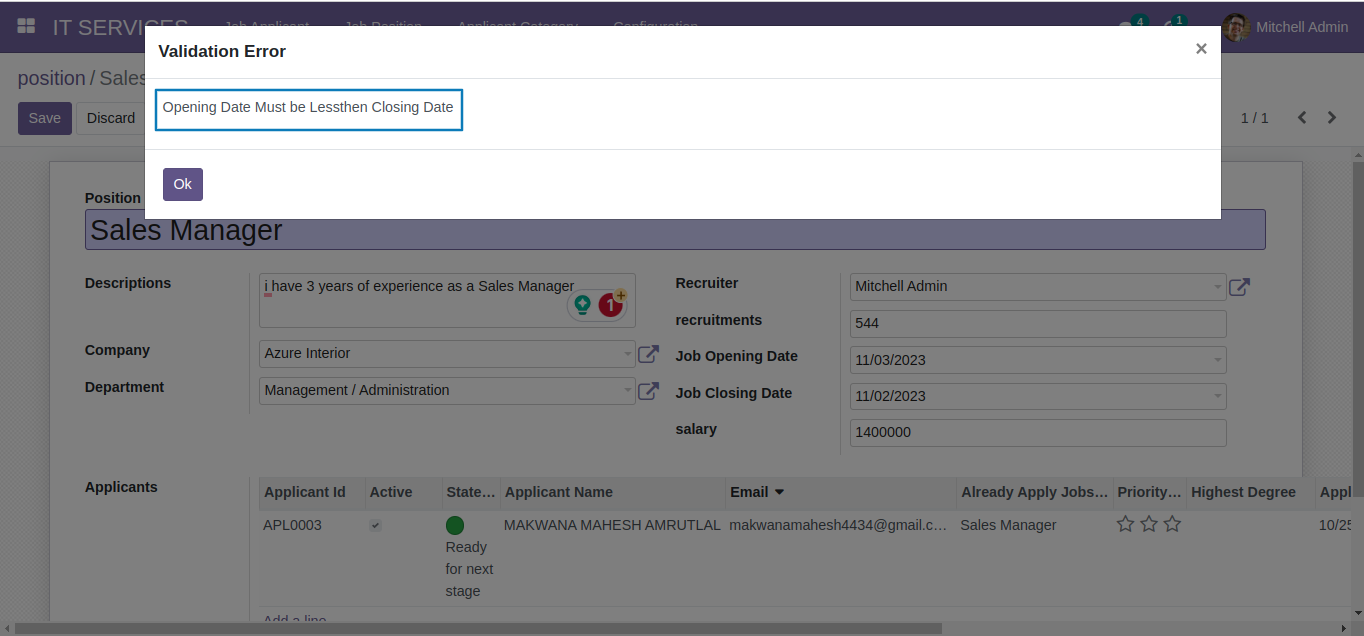 IT SERVICES Job Applicant Job Position Applicant Category Configuration 4 1 Mitchell Admin
Validation Error ×
position / Sales
Opening Date Must be Lessthen Closing Date
Save Discard 1 / 1
Ok
Position
Sales Manager
Descriptions i have 3 years of experience as a Sales Manager Recruiter Mitchell Admin
1
recruitments 544
Company Azure Interior Job Opening Date 11/03/2023
Department Management / Administration Job Closing Date 11/02/2023
salary 1400000
Applicants Applicant Id Active State... Applicant Name Email Already Apply Jobs... Priority... Highest Degree Appl
APL0003 MAKWANA MAHESH AMRUTLAL makwanamahesh4434@gmail.c... Sales Manager 10/25
Ready
for next
stage
Add a line